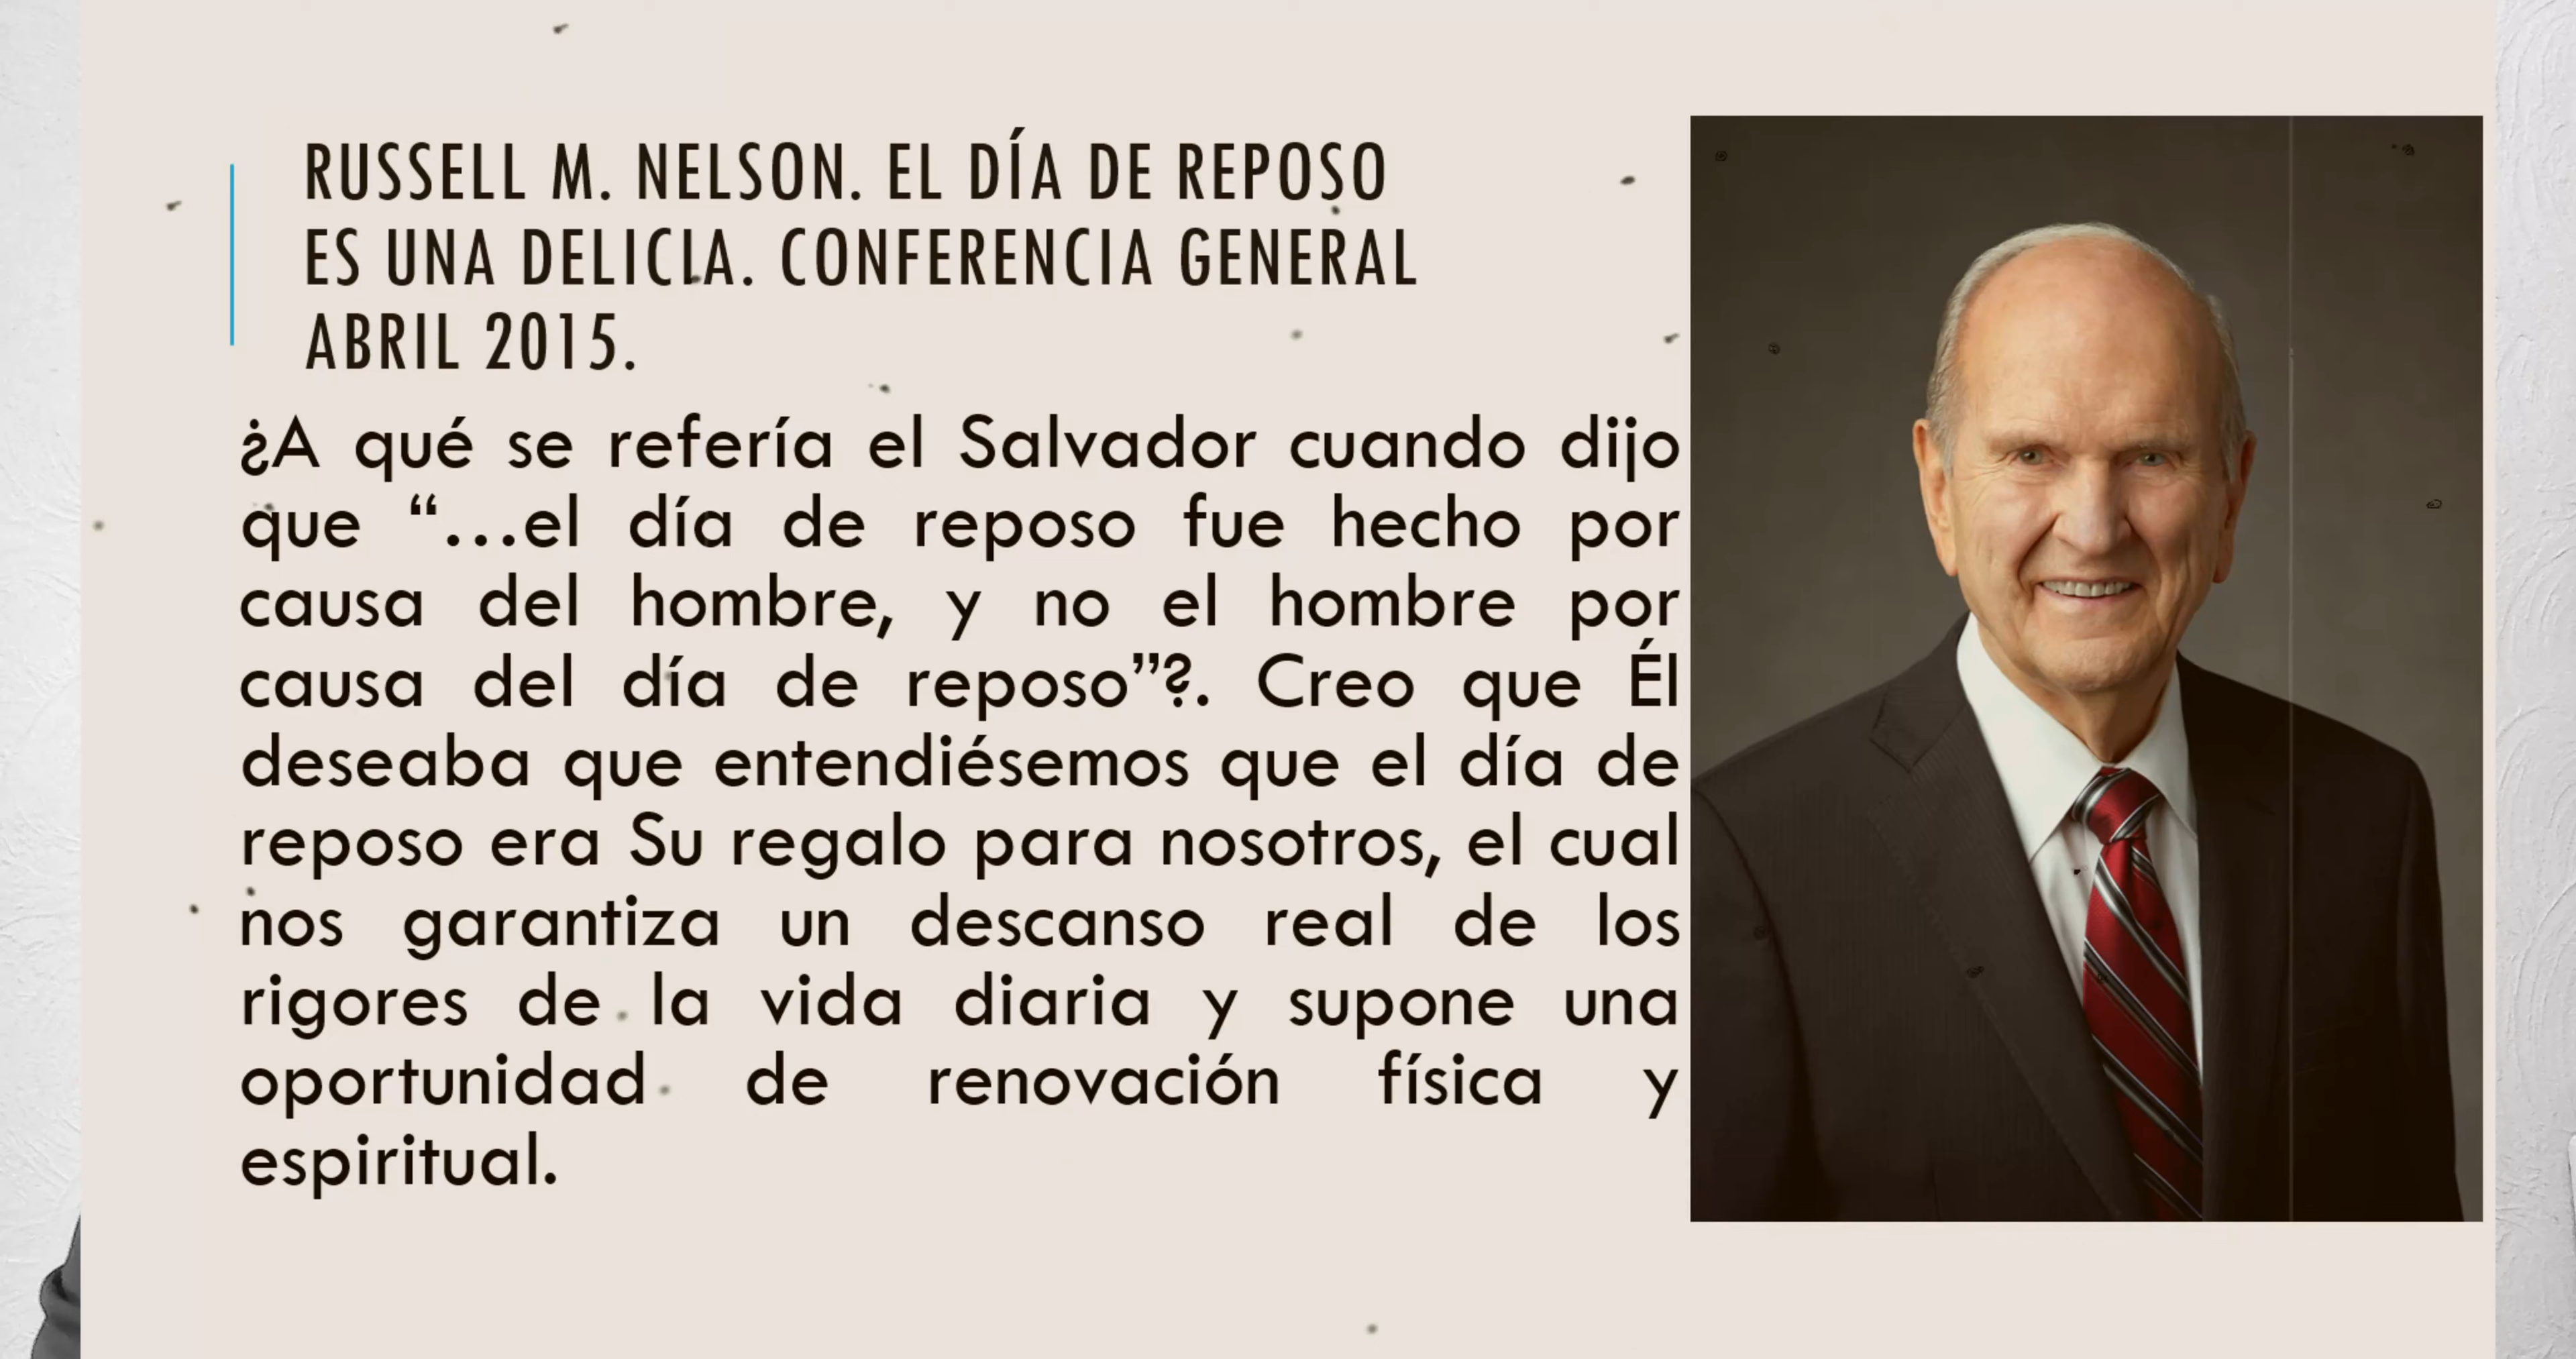 RUSSELL M. NELSON. EL DÍA DE REPOSO
ES UNA DELICIA. CONFERENCIA GENERAL
ABRIL 2015.
¿A qué se refería el Salvador cuando dijo
que “…el día de reposo fue hecho por
causa del hombre, y no el hombre por
causa del día de reposo”?. Creo que Él
deseaba que entendiésemos que el día de
reposo era Su regalo para nosotros, el cual
nos garantiza un descanso real de los
rigores de la vida diaria y supone una
oportunidad de renovación física y
espiritual.